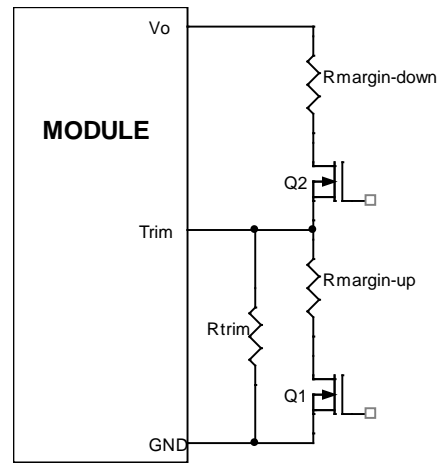 Vo
Rmargin-down
MODULE
Q2
Trim
Rmargin-up
Rtrim
Q1
GND